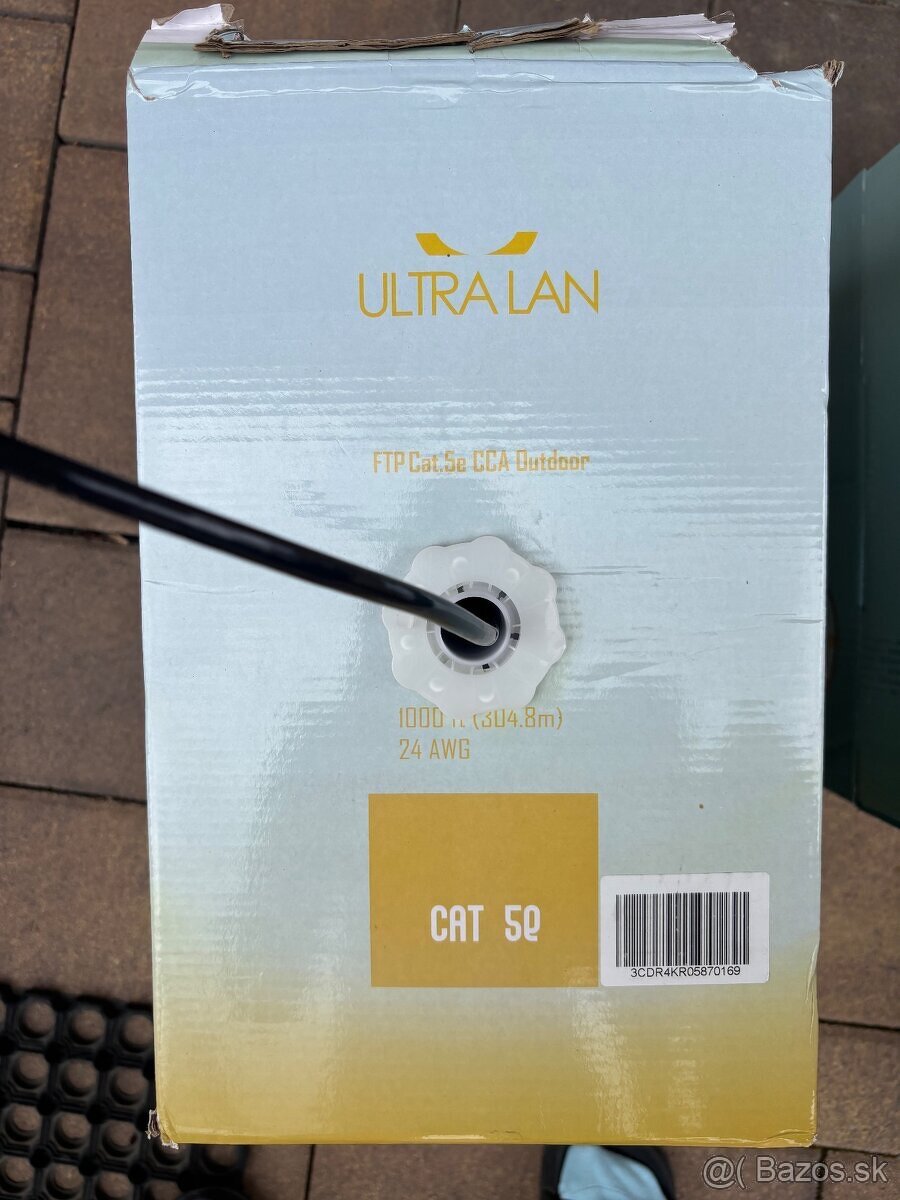 ULTRA LAN
FTP Cat.5e CCA Outdoor
1000 ft (304.8m)
24 AWG
CAT 5e
3CDR4KR05870169
@( Bazos.sk